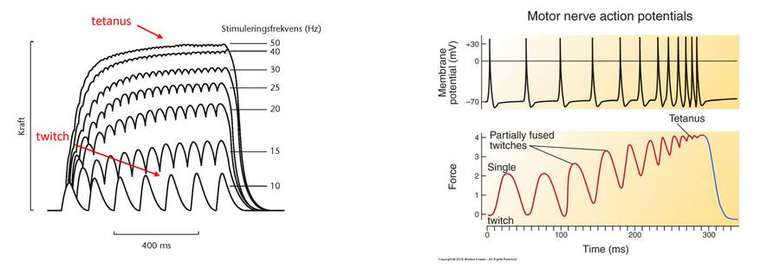 tetanus
Stimuleringsfrekvens (Hz)
50
40
30
25
20
15
10
Kraft
twitch
400 ms
Motor nerve action potentials
Membrane
potential (mV)
+30
0
–70
Tetanus
Partially fused
twitches
Single
twitch
Force
4
3
2
1
0
0
100
200
300
Time (ms)